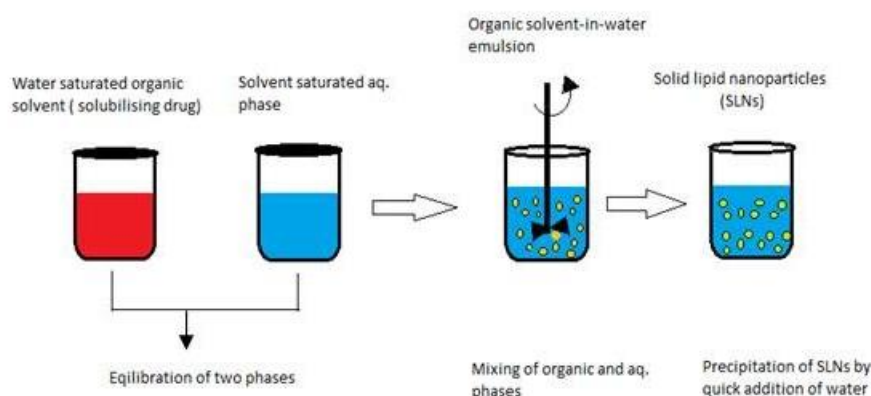 Water saturated organic
solvent ( solubilising drug)
Solvent saturated aq.
phase
Organic solvent-in-water
emulsion
Solid lipid nanoparticles
(SLNs)
Eqilibration of two phases
Mixing of organic and aq.
phases
Precipitation of SLNs by
quick addition of water